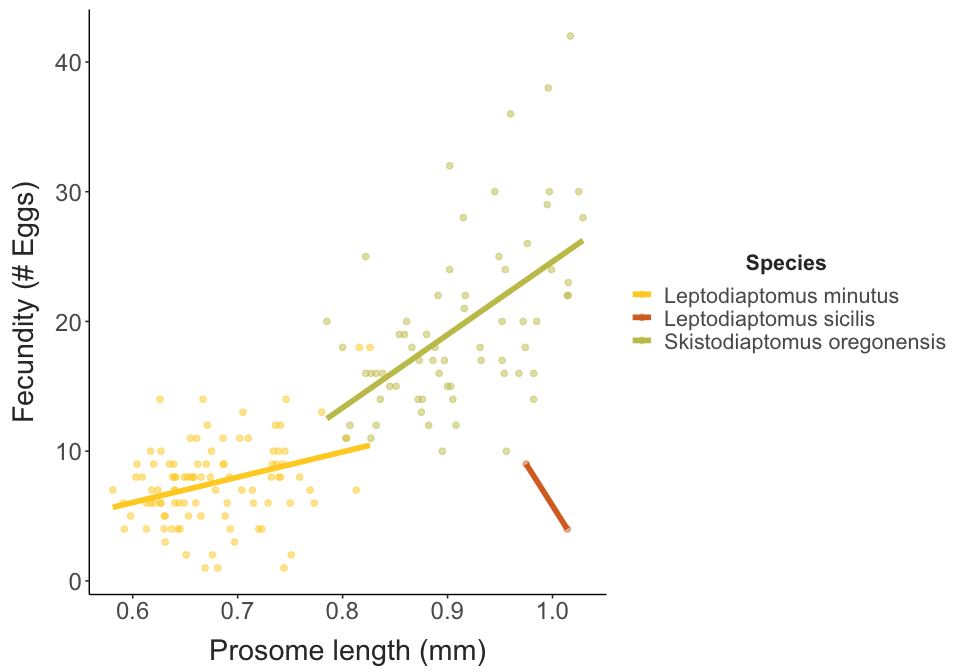 40
30
20
10
0
Fecundity (# Eggs)
0.6 0.7 0.8 0.9 1.0
Prosome length (mm)
Species
Leptodiaptomus minutus
Leptodiaptomus sicilis
Skistodiaptomus oregonensis